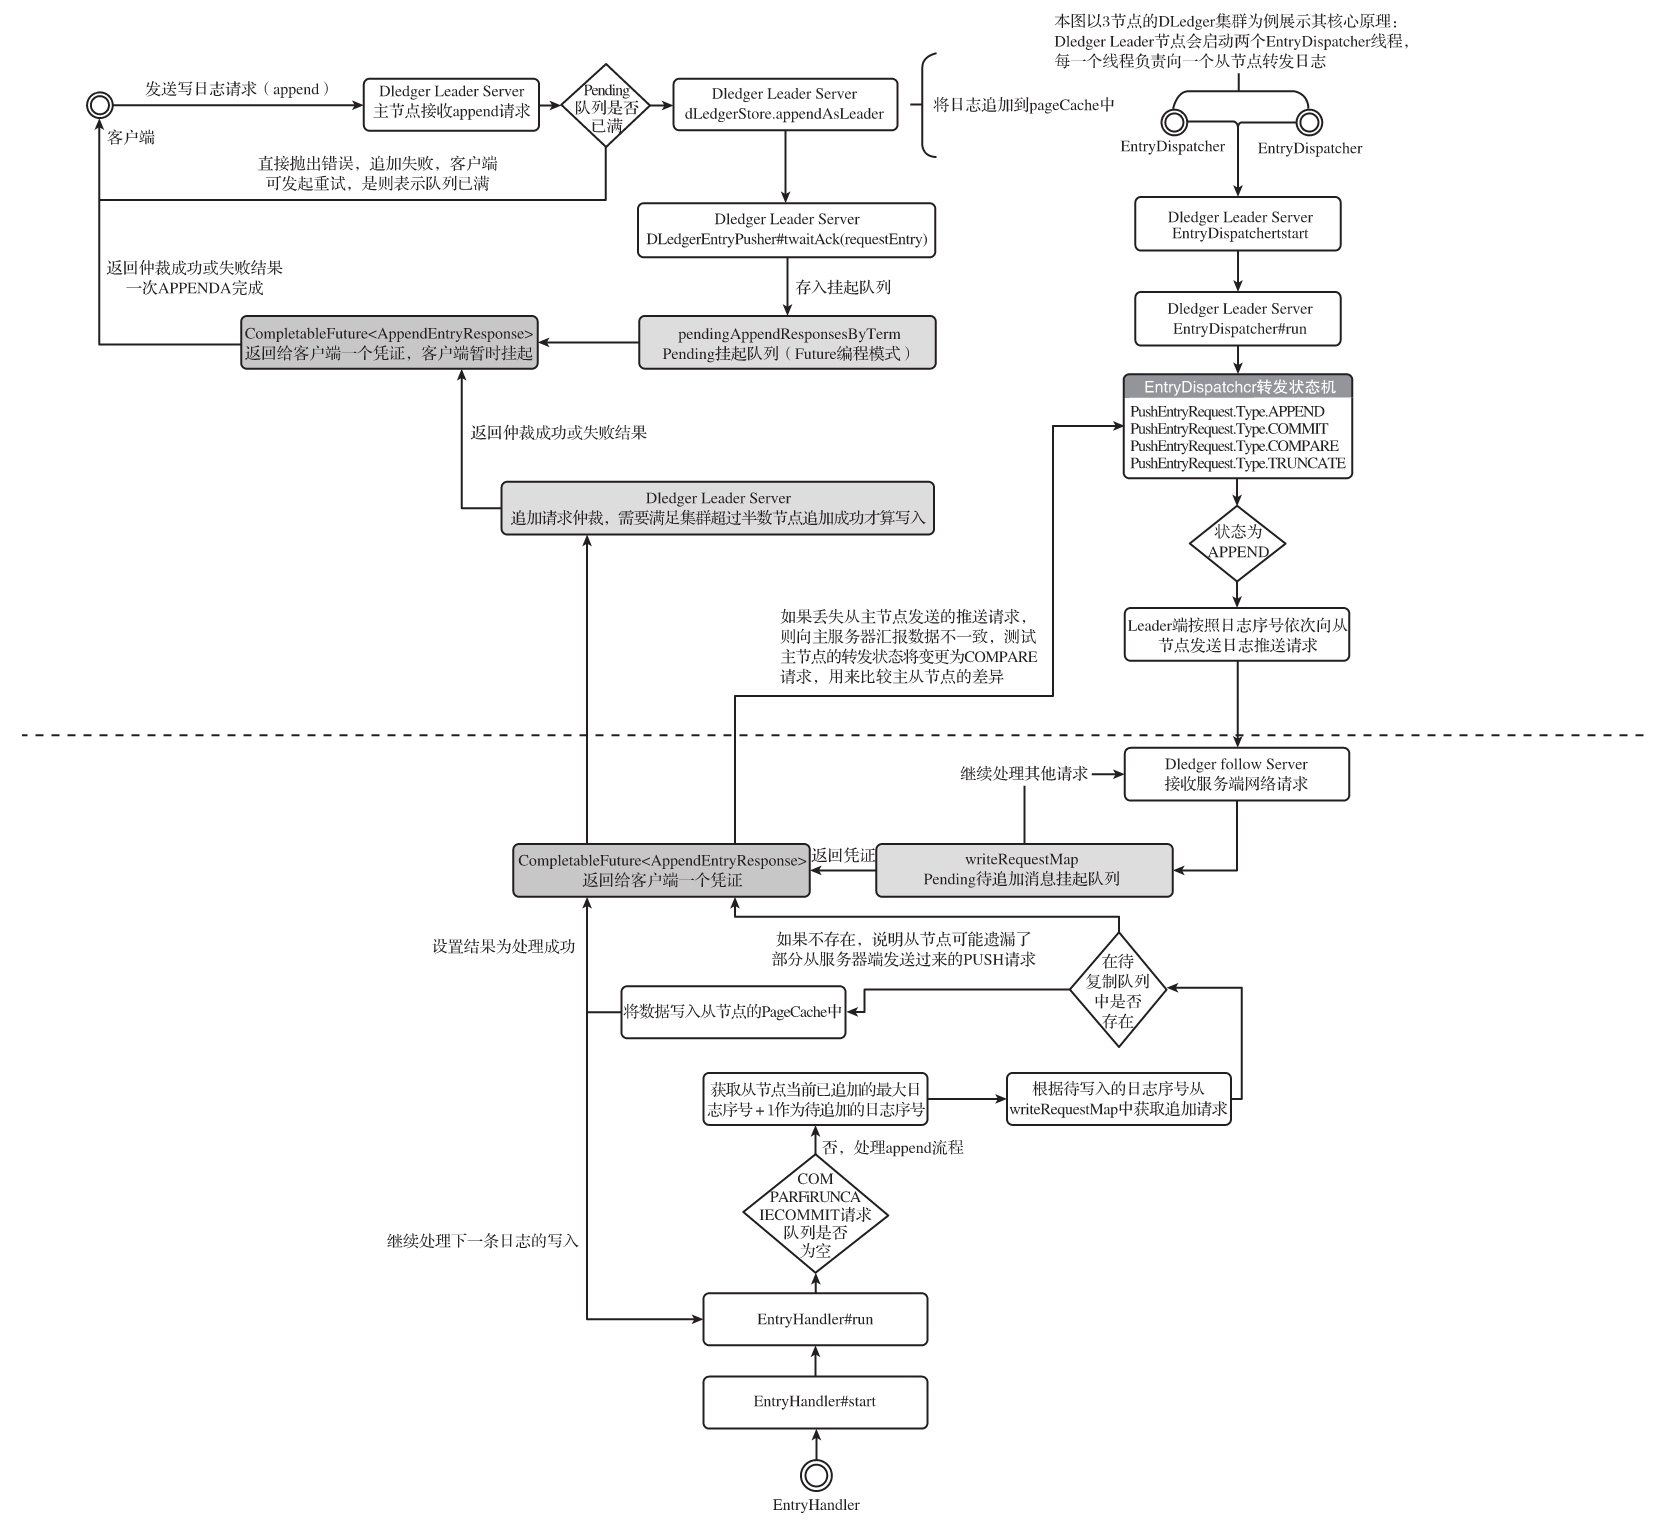 本图以3节点的DLedger集群为例展示其核心原理：
Dledger Leader节点会启动两个EntryDispatcher线程，
每一个线程负责向一个从节点转发日志
发送写日志请求（append）
客户端
Dledger Leader Server
主节点接收append请求
Pending
队列是否
已满
Dledger Leader Server
dLedgerStore.appendAsLeader
将日志追加到pageCache中
EntryDispatcher
EntryDispatcher
直接抛出错误，追加失败，客户端
可发起重试，是则表示队列已满
Dledger Leader Server
DLedgerEntryPusher#twaitAck(requestEntry)
Dledger Leader Server
EntryDispatchertstart
返回仲裁成功或失败结果
一次APPENDA完成
存入挂起队列
Dledger Leader Server
EntryDispatcher#run
CompletableFuture<AppendEntryResponse>
返回给客户端一个凭证，客户端暂时挂起
pendingAppendResponsesByTerm
Pending挂起队列（Future编程模式）
EntryDispatchcr转发状态机
PushEntryRequest.Type.APPEND
PushEntryRequest.Type.COMMIT
PushEntryRequest.Type.COMPARE
PushEntryRequest.Type.TRUNCATE
返回仲裁成功或失败结果
Dledger Leader Server
追加请求仲裁，需要满足集群超过半数节点追加成功才算写入
状态为
APPEND
如果丢失从主节点发送的推送请求，
则向主服务器汇报数据不一致，测试
主节点的转发状态将变更为COMPARE
请求，用来比较主从节点的差异
Leader端按照日志序号依次向从
节点发送日志推送请求
继续处理其他请求
Dledger follow Server
接收服务端网络请求
CompletableFuture<AppendEntryResponse>
返回给客户端一个凭证
返回凭证
writeRequestMap
Pending待追加消息挂起队列
设置结果为处理成功
如果不存在，说明从节点可能遗漏了
部分从服务器端发送过来的PUSH请求
在待
复制队列
中是否
存在
将数据写入从节点的PageCache中
获取从节点当前已追加的最大日
志序号+1作为待追加的日志序号
根据待写入的日志序号从
writeRequestMap中获取追加请求
否，处理append流程
COM
PARFiRUNCA
IECOMMIT请求
队列是否
为空
继续处理下一条日志的写入
EntryHandler#run
EntryHandler#start
EntryHandler